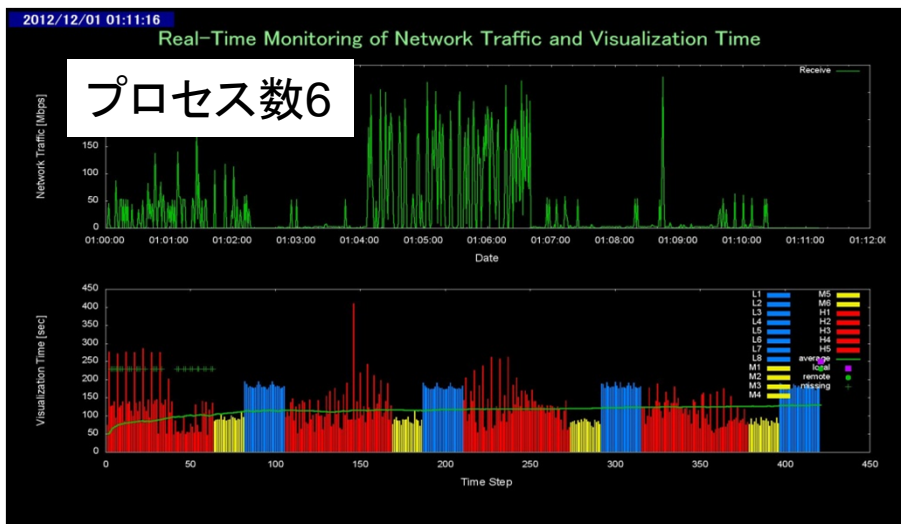 2012/12/01 01:11:16
Real-Time Monitoring of Network Traffic and Visualization Time
プロセス数6
Receive
Network Traffic [Mbps]
150
100
50
0
01:00:00 01:01:00 01:02:00 01:03:00 01:04:00 01:05:00 01:06:00 01:07:00 01:08:00 01:09:00 01:10:00 01:11:00 01:12:0
Date
Visualization Time [sec]
450
400
350
300
250
200
150
100
50
0
L1 M5
L2 M6
L3 H1
L4 H2
L5 H3
L6 H4
L7 H5
L8 average
M1 local
M2 remote
M3 missing
M4
0 50 100 150 200 250 300 350 400 450
Time Step